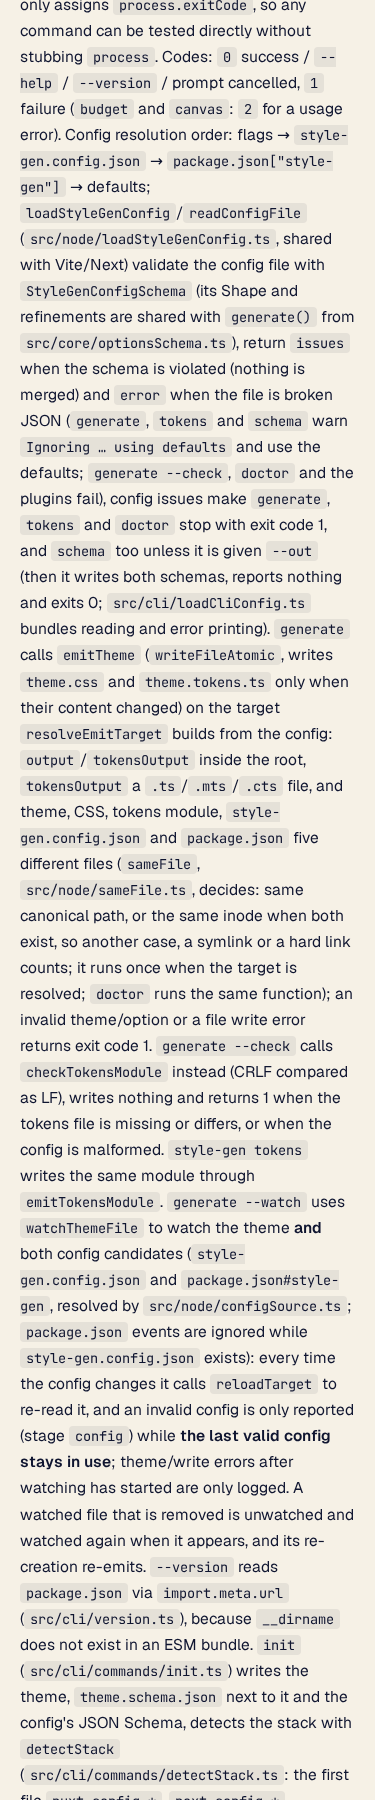 only assigns process.exitCode, so any
command can be tested directly without
stubbing process. Codes: 0 success / --
help / --version / prompt cancelled, 1
failure (budget and canvas: 2 for a usage
error). Config resolution order: flags → style-
gen.config.json → package.json["style-
gen"] → defaults;
loadStyleGenConfig/readConfigFile
(src/node/loadStyleGenConfig.ts, shared
with Vite/Next) validate the config file with
StyleGenConfigSchema (its Shape and
refinements are shared with generate() from
src/core/optionsSchema.ts), return issues
when the schema is violated (nothing is
merged) and error when the file is broken
JSON (generate, tokens and schema warn
Ignoring … using defaults and use the
defaults; generate --check, doctor and the
plugins fail), config issues make generate,
tokens and doctor stop with exit code 1,
and schema too unless it is given --out
(then it writes both schemas, reports nothing
and exits 0; src/cli/loadCliConfig.ts
bundles reading and error printing). generate
calls emitTheme (writeFileAtomic, writes
theme.css and theme.tokens.ts only when
their content changed) on the target
resolveEmitTarget builds from the config:
output/tokensOutput inside the root,
tokensOutput a .ts/.mts/.cts file, and
theme, CSS, tokens module, style-
gen.config.json and package.json five
different files (sameFile,
src/node/sameFile.ts, decides: same
canonical path, or the same inode when both
exist, so another case, a symlink or a hard link
counts; it runs once when the target is
resolved; doctor runs the same function); an
invalid theme/option or a file write error
returns exit code 1. generate --check calls
checkTokensModule instead (CRLF compared
as LF), writes nothing and returns 1 when the
tokens file is missing or differs, or when the
config is malformed. style-gen tokens
writes the same module through
emitTokensModule. generate --watch uses
watchThemeFile to watch the theme and
both config candidates (style-
gen.config.json and package.json#style-
gen, resolved by src/node/configSource.ts;
package.json events are ignored while
style-gen.config.json exists): every time
the config changes it calls reloadTarget to
re-read it, and an invalid config is only reported
(stage config) while the last valid config
stays in use; theme/write errors after
watching has started are only logged. A
watched file that is removed is unwatched and
watched again when it appears, and its re-
creation re-emits. --version reads
package.json via import.meta.url
(src/cli/version.ts), because __dirname
does not exist in an ESM bundle. init
(src/cli/commands/init.ts) writes the
theme, theme.schema.json next to it and the
config's JSON Schema, detects the stack with
detectStack
(src/cli/commands/detectStack.ts: the first